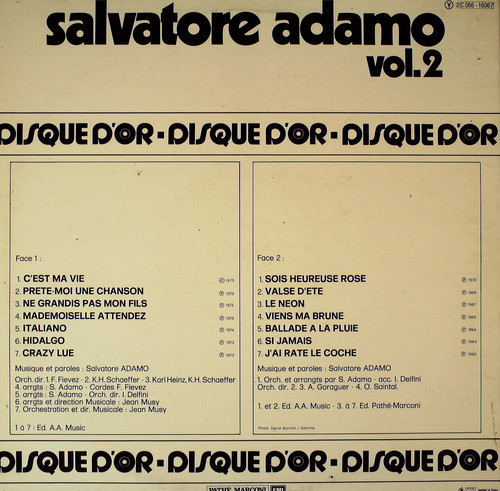 salvatore adamo
vol.2
Y 2C 066 - 16067
DISQUE D'OR - DISQUE D'OR - DISQUE D'OR
Face 1 :
1. C'EST MA VIE ℗ 1975
2. PRETE-MOI UNE CHANSON
3. NE GRANDIS PAS MON FILS
4. MADEMOISELLE ATTENDEZ
5. ITALIANO
6. HIDALGO
7. CRAZY LUE
Musique et paroles : Salvatore ADAMO
Orch. dir. 1. F. Fievez - 2. K.H. Schaeffer - 3. Karl Heinz, K.H. Schaeffer
4. arrgts : S. Adamo - Cordes F. Fievez
5. arrgts : S. Adamo - Orch. dir. I. Delfini
6. arrgts et direction Musicale : Jean Musy
7. Orchestration et dir. Musicale : Jean Musy
1 à 7 : Ed. A.A. Music
Face 2 :
1. SOIS HEUREUSE ROSE
2. VALSE D'ETE
3. LE NEON
4. VIENS MA BRUNE
5. BALLADE A LA PLUIE
6. SI JAMAIS
7. J'AI RATE LE COCHE
Musique et paroles : Salvatore ADAMO
1. Orch. et arrangts par S. Adamo - acc. I. Delfini
Orch. dir. 2. 3. A. Goraguer - 4. O. Saintal.
1. et 2. Ed. A.A. Music - 3. à 7. Ed. Pathé-Marconi
DISQUE D'OR - DISQUE D'OR - DISQUE D'OR
PATHE MARCONI EMI